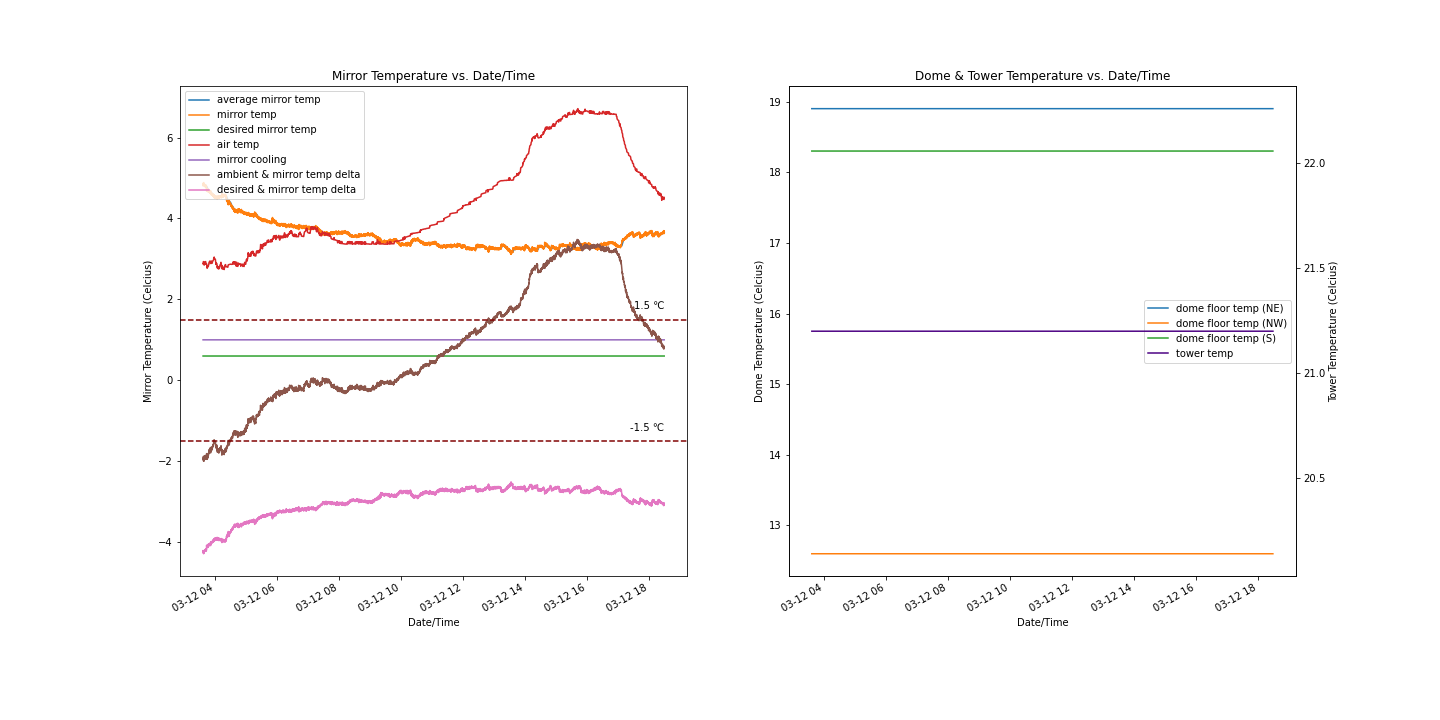 Mirror Temperature vs. Date/Time
average mirror temp
mirror temp
desired mirror temp
air temp
mirror cooling
ambient & mirror temp delta
desired & mirror temp delta
6
4
2
0
−2
−4
Mirror Temperature (Celcius)
1.5 °C
-1.5 °C
03-12 04
03-12 06
03-12 08
03-12 10
03-12 12
03-12 14
03-12 16
03-12 18
Date/Time
Dome & Tower Temperature vs. Date/Time
19
18
17
16
15
14
13
Dome Temperature (Celcius)
dome floor temp (NE)
dome floor temp (NW)
dome floor temp (S)
tower temp
22.0
21.5
21.0
20.5
Tower Temperature (Celcius)
03-12 04
03-12 06
03-12 08
03-12 10
03-12 12
03-12 14
03-12 16
03-12 18
Date/Time